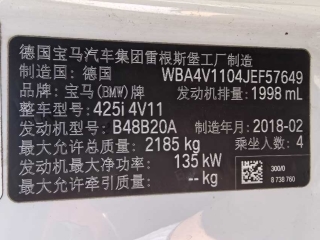 德国宝马汽车集团雷根斯堡工厂制造
制造国：德国 WBA4V1104JEF57649
品牌：宝马(BMW)牌 发动机排量：1998 mL
整车型号：425i 4V11
发动机型号：B48B20A 制造年月：2018-02
最大允许总质量：2185 kg 乘坐人数：4
发动机最大净功率：135 kW
最大允许牵引质量：-- kg
300/0
8 738 760